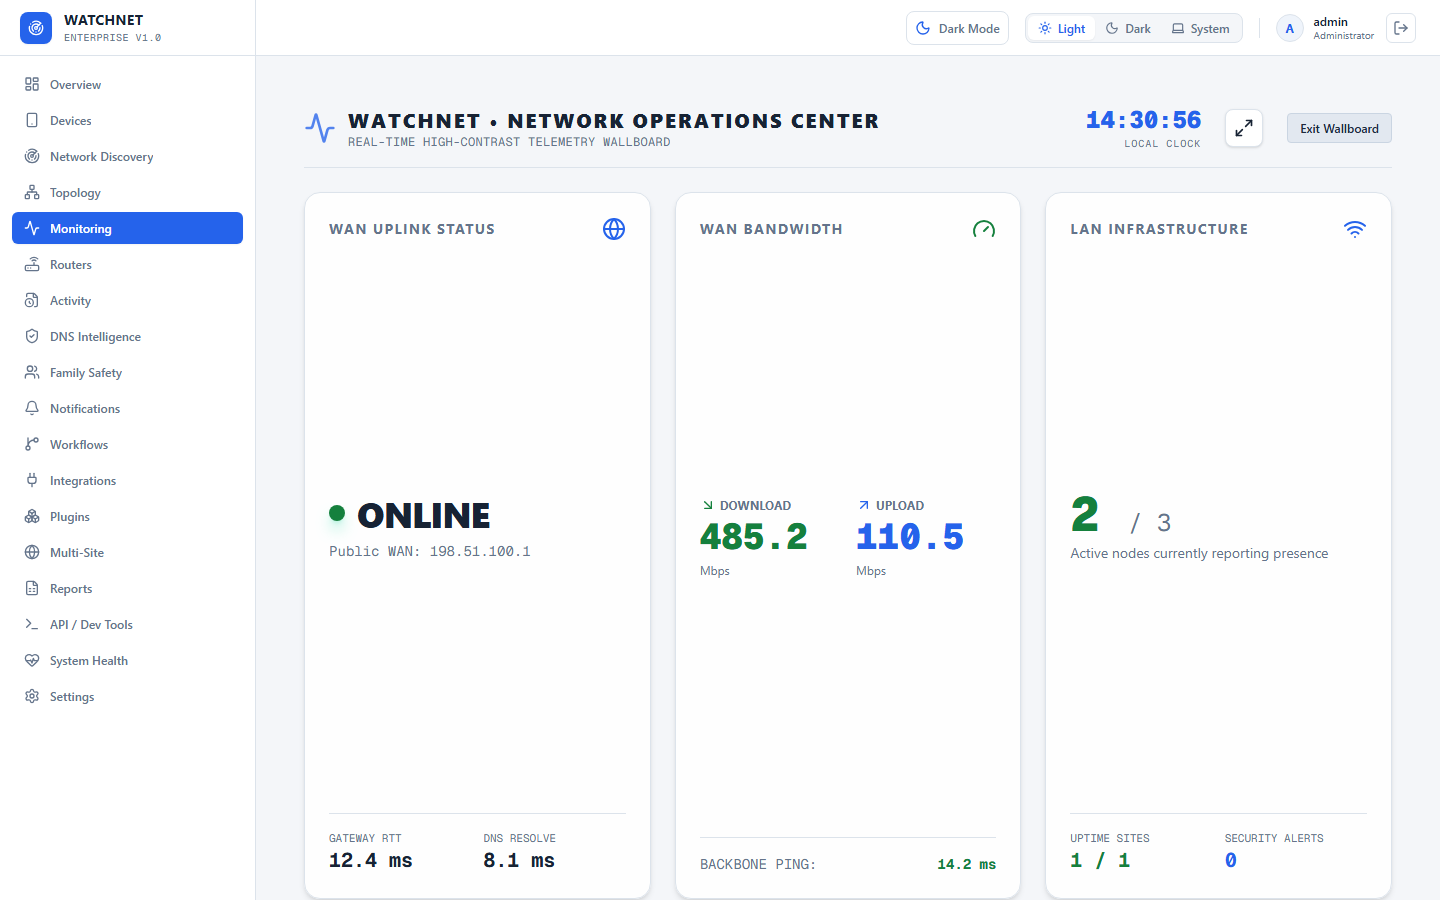 WATCHNET
ENTERPRISE V1.0
Dark Mode
Light
Dark
System
A
admin
Administrator
Overview
Devices
Network Discovery
Topology
Monitoring
Routers
Activity
DNS Intelligence
Family Safety
Notifications
Workflows
Integrations
Plugins
Multi-Site
Reports
API / Dev Tools
System Health
Settings
WATCHNET • NETWORK OPERATIONS CENTER
REAL-TIME HIGH-CONTRAST TELEMETRY WALLBOARD
14:30:56
LOCAL CLOCK
Exit Wallboard
WAN UPLINK STATUS
ONLINE
Public WAN: 198.51.100.1
GATEWAY RTT
12.4 ms
DNS RESOLVE
8.1 ms
WAN BANDWIDTH
DOWNLOAD
485.2
Mbps
UPLOAD
110.5
Mbps
BACKBONE PING:
14.2 ms
LAN INFRASTRUCTURE
2 / 3
Active nodes currently reporting presence
UPTIME SITES
1 / 1
SECURITY ALERTS
0